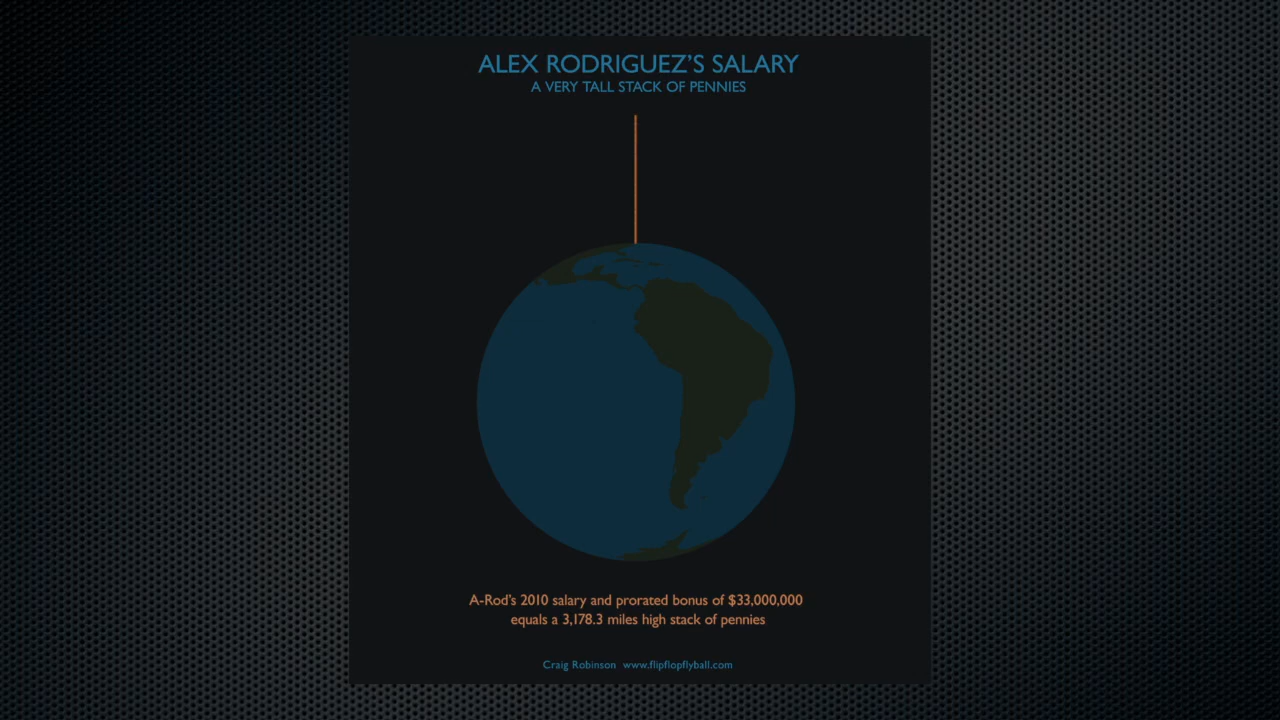 ALEX RODRIGUEZ'S SALARY
A VERY TALL STACK OF PENNIES
A-Rod's 2010 salary and prorated bonus of $33,000,000
equals a 3,178.3 miles high stack of pennies
Craig Robinson www.flipflopflyball.com